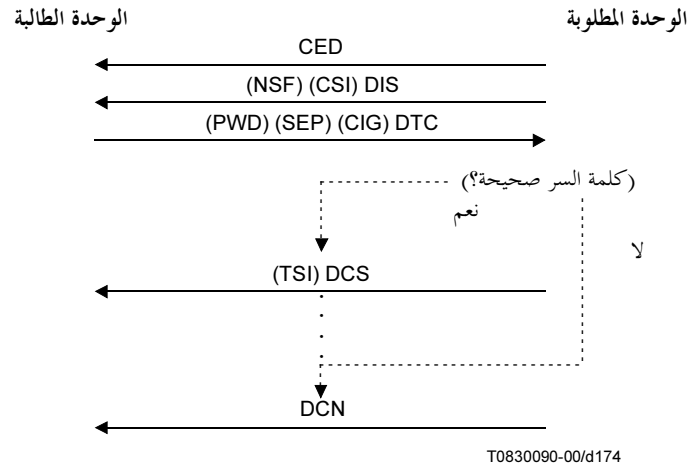 الوحدة المطلوبة
الوحدة الطالبة
CED
(NSF) (CSI) DIS
(PWD) (SEP) (CIG) DTC
(كلمة السر صحيحة؟)
نعم
لا
(TSI) DCS
DCN
T0830090-00/d174